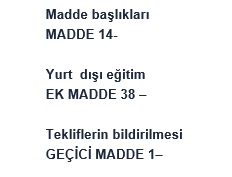 Madde başlıkları
MADDE 14-
Yurt dışı eğitim
EK MADDE 38 –
Tekliflerin bildirilmesi
GEÇİCİ MADDE 1–